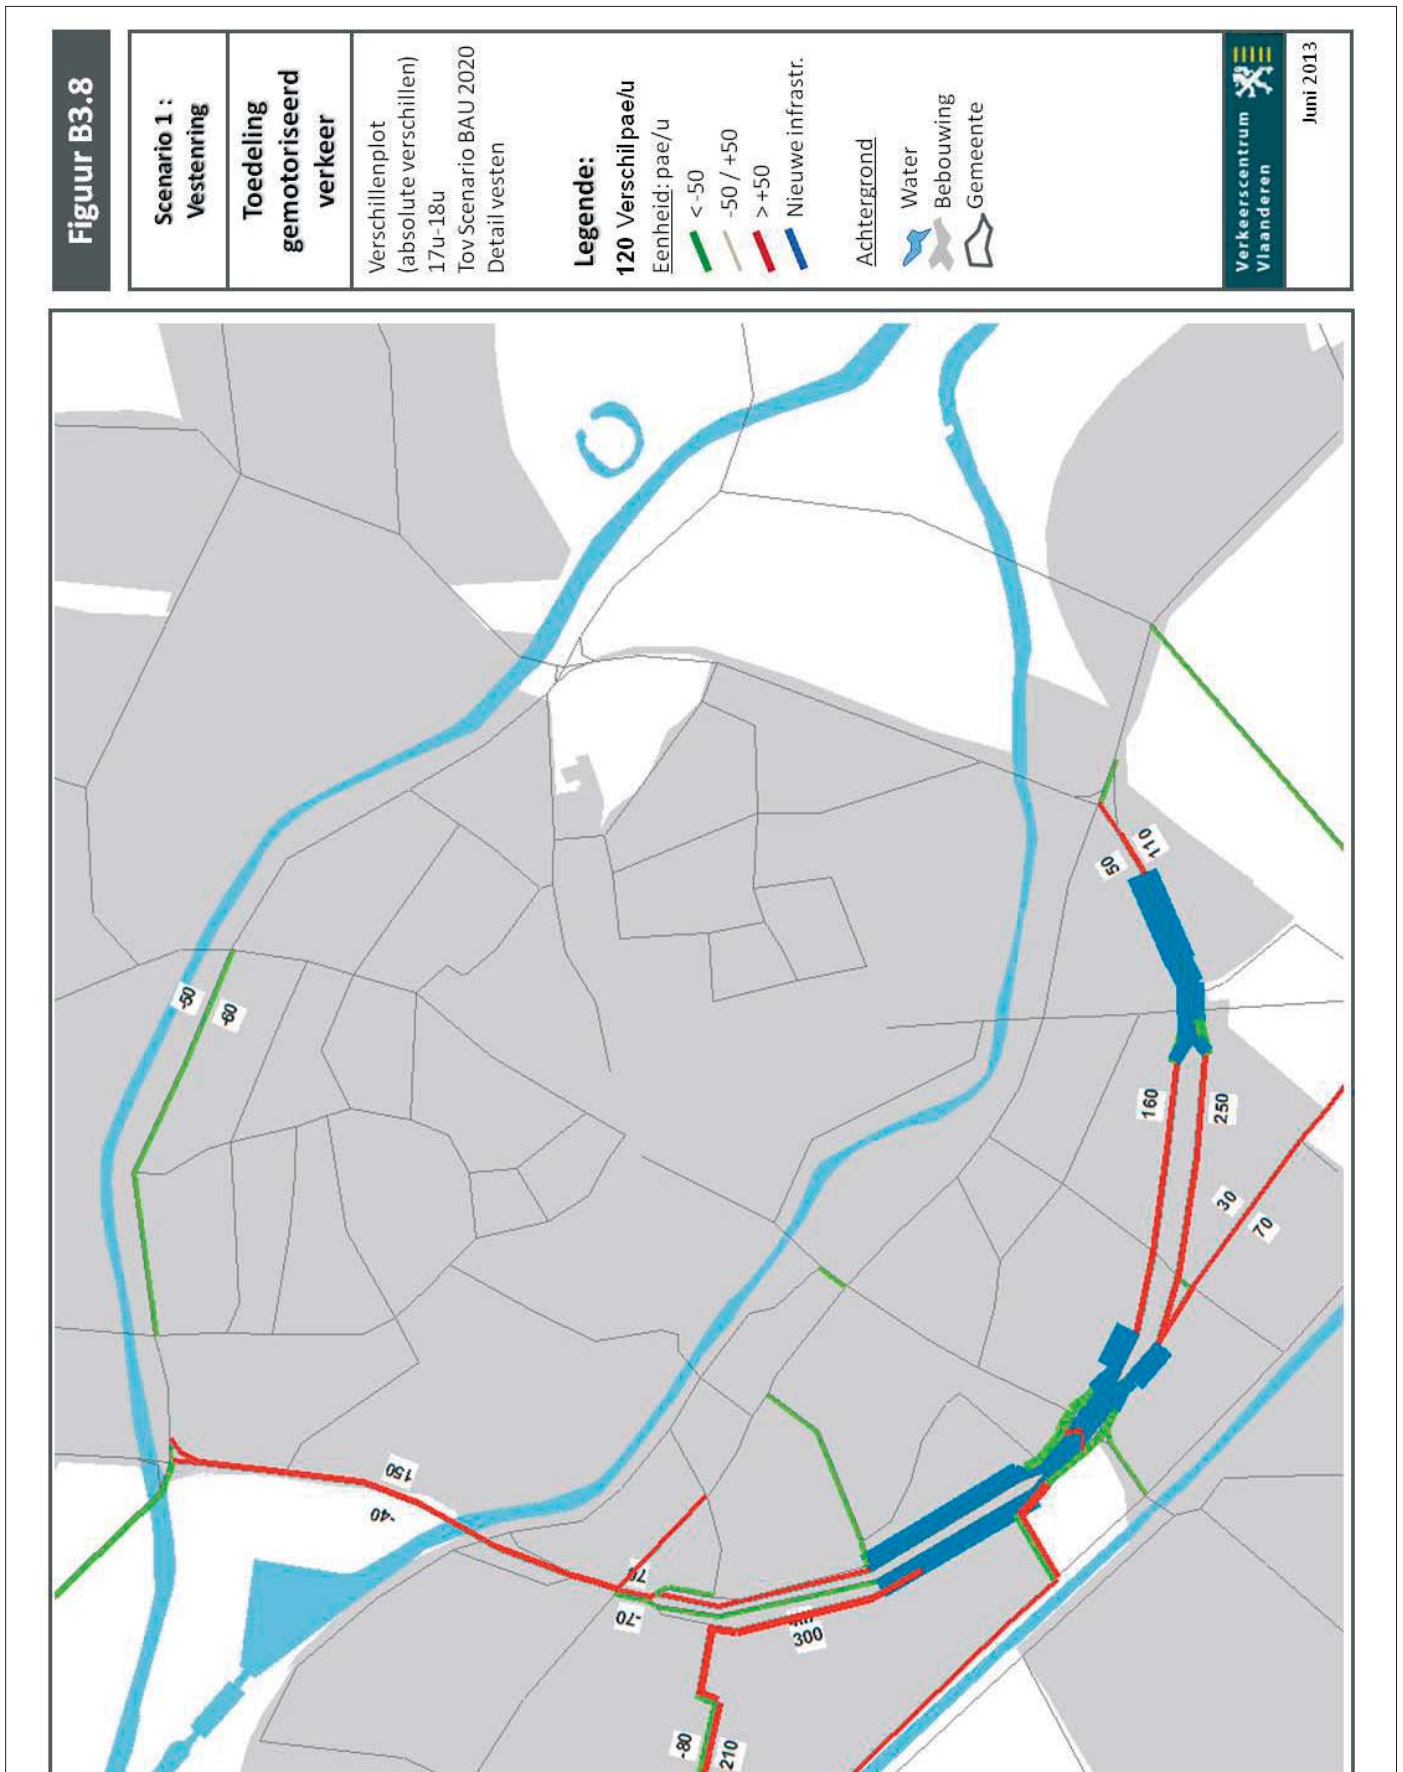 Figuur B3.8
Scenario 1 :
Vestenring
Toedeling
gemotoriseerd
verkeer
Verschillenplot
(absolute verschillen)
17u-18u
Tov Scenario BAU 2020
Detail vesten
Legende:
120 Verschil pae/u
Eenheid: pae/u
< -50
-50 / +50
> +50
Nieuwe infrastr.
Achtergrond
Water
Bebouwing
Gemeente
Verkeerscentrum
Vlaanderen
Juni 2013
-50
-60
50
110
160
250
30
70
150
-40
-70
300
-80
210